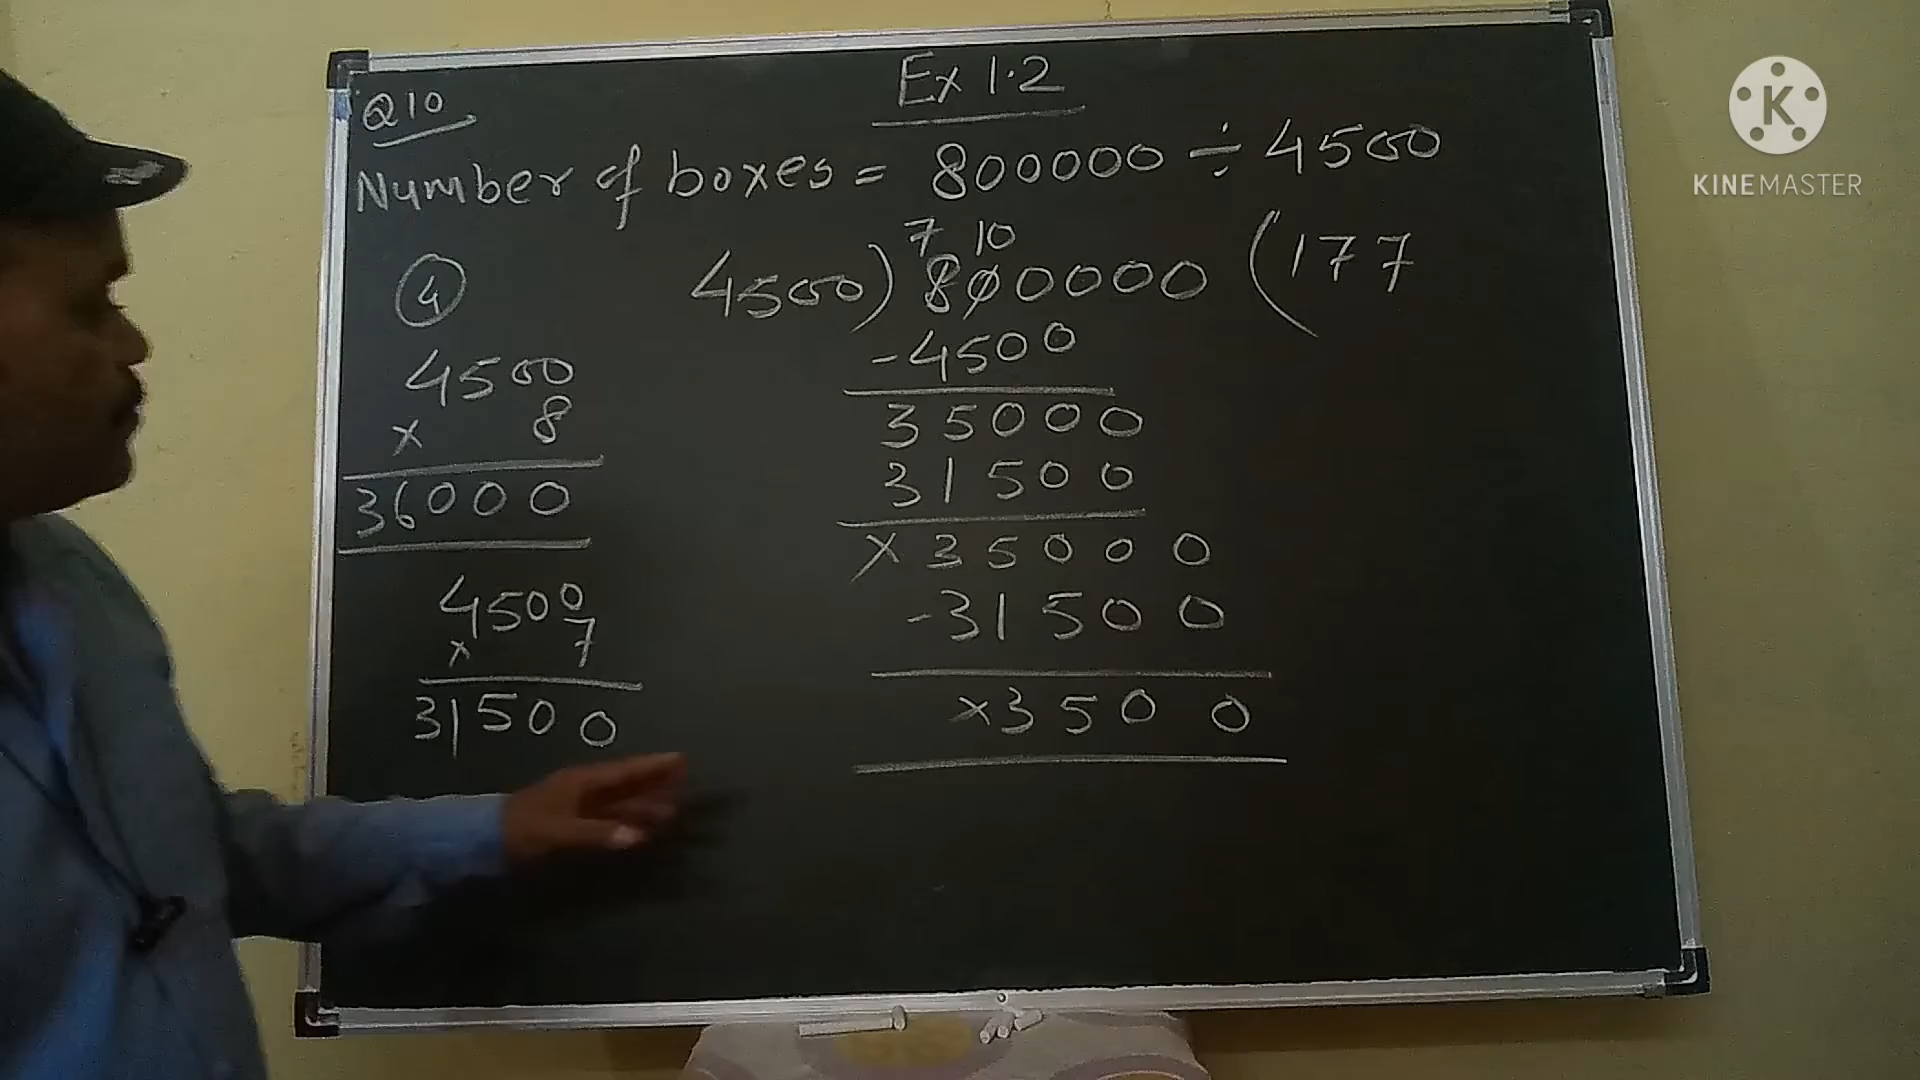 Ex 1.2
Q10
Number of boxes = 800000 ÷ 4500
7 10
4500) 800000 (177
- 4500
35000
31500
× 35000
- 31500
× 3500
4
4500
× 8
36000
4500
× 7
31500
K
KINEMASTER